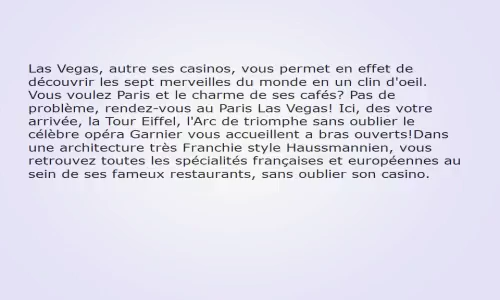 Las Vegas, autre ses casinos, vous permet en effet de
découvrir les sept merveilles du monde en un clin d'oeil.
Vous voulez Paris et le charme de ses cafés? Pas de
problème, rendez-vous au Paris Las Vegas! Ici, des votre
arrivée, la Tour Eiffel, l'Arc de triomphe sans oublier le
célèbre opéra Garnier vous accueillent a bras ouverts!Dans
une architecture très Franchie style Haussmannien, vous
retrouvez toutes les spécialités françaises et européennes au
sein de ses fameux restaurants, sans oublier son casino.